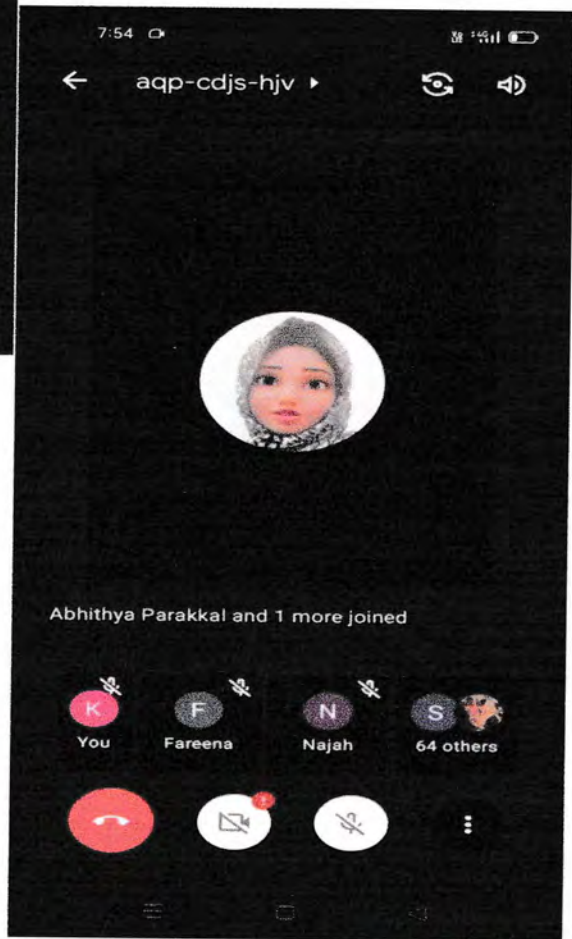 7:54
aqp-cdjs-hjv
Abhithya Parakkal and 1 more joined
K F N S
You Fareena Najah 64 others